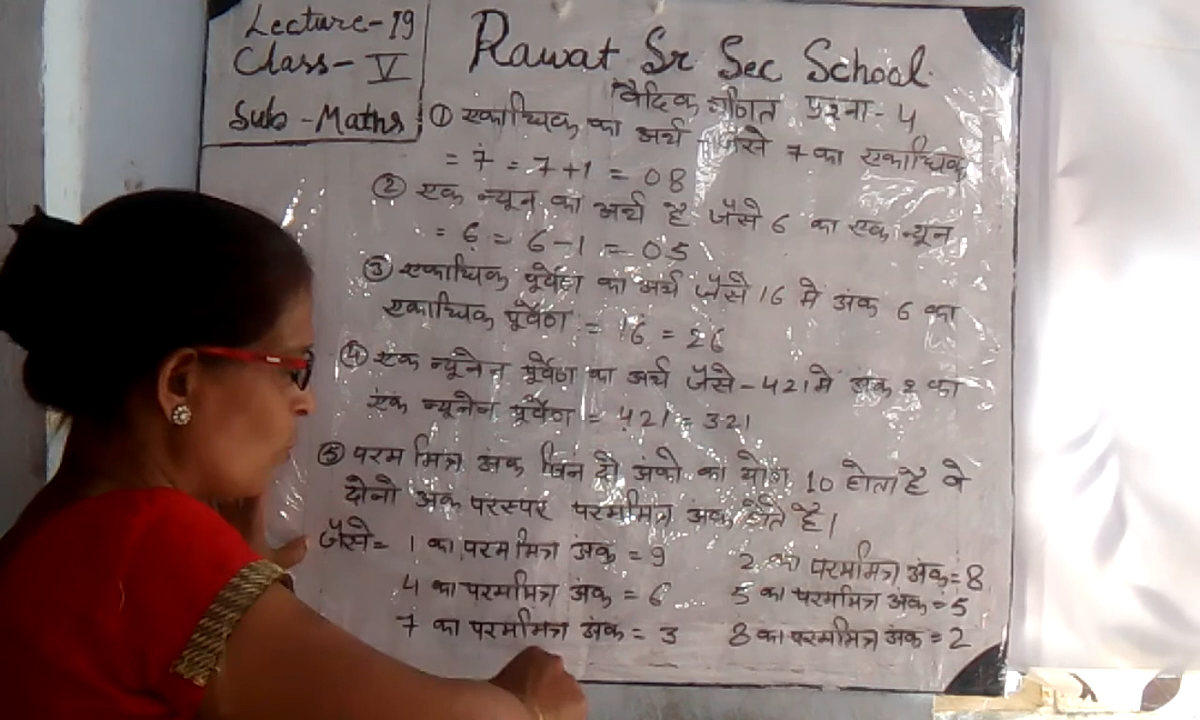 Lecture-19
Class-V
Sub-Maths
Rawat Sr Sec School
वैदिक गणित प्रश्ना-4
① एकाधिक का अर्थ जैसे 7 का एकाधिक
= 7̇ = 7+1 = 08
② एक न्यून का अर्थ है जैसे 6 का एक न्यून
= 6̣ = 6-1 = 05
③ एकाधिक पूर्वेण का अर्थ जैसे 16 मे अंक 6 का
एकाधिक पूर्वेण = 16 = 26
④ एक न्यूनेन पूर्वेण का अर्थ जैसे-421 मे अंक 2 का
एक न्यूनेन पूर्वेण = 4̣21 = 321
⑤ परम मित्र अंक जिन दो अंको का योग 10 होता है वे
दोनो अंक परस्पर परममित्र अंक होते है।
जैसे= 1 का परममित्र अंक = 9 2 का परममित्र अंक=8
4 का परममित्र अंक = 6 5 का परममित्र अंक=5
7 का परममित्र अंक = 3 8 का परममित्र अंक=2